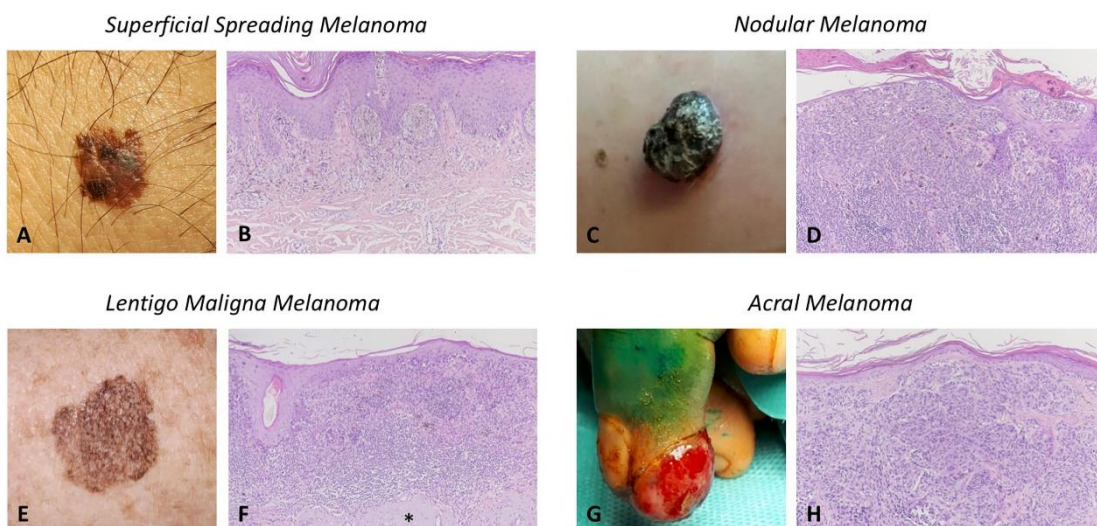 Superficial Spreading Melanoma
Nodular Melanoma
A
B
C
D
Lentigo Maligna Melanoma
Acral Melanoma
E
F
*
G
H